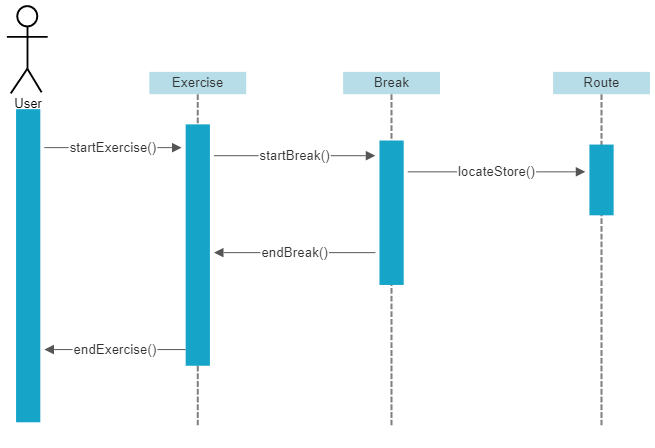 Exercise
Break
Route
User
startExercise()
startBreak()
locateStore()
endBreak()
endExercise()